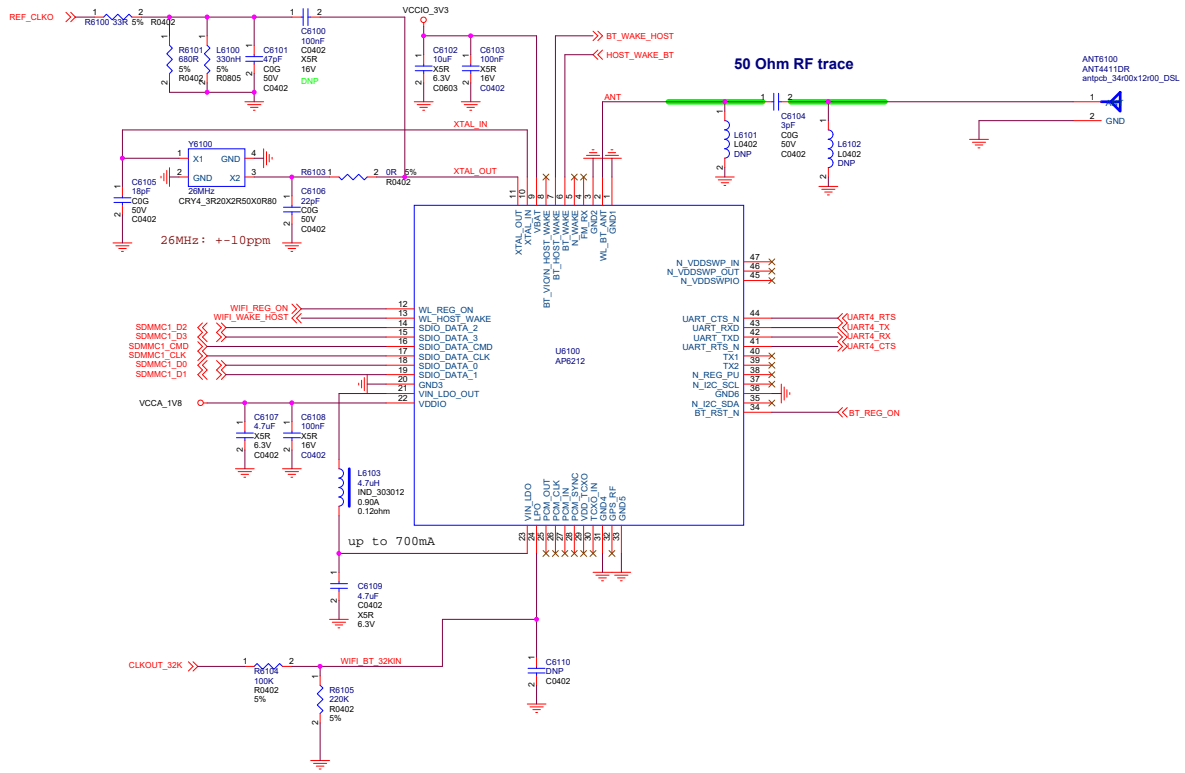 REF_CLKO
1
2
R6100 33R 5% R0402
R6101
680R
5%
R0402
L6100
330nH
5%
R0805
C6101
47pF
C0G
50V
C0402
C6100
100nF
C0402
X5R
16V
DNP
VCCIO_3V3
C6102
10uF
X5R
6.3V
C0603
C6103
100nF
X5R
16V
C0402
BT_WAKE_HOST
HOST_WAKE_BT
50 Ohm RF trace
ANT
L6101
L0402
DNP
C6104
3pF
C0G
50V
C0402
L6102
L0402
DNP
ANT6100
ANT4411DR
antpcb_34r00x12r00_DSL
1
2
GND
XTAL_IN
XTAL_OUT
Y6100
1 X1 GND 4
2 GND X2 3
26MHz
CRY4_3R20X2R50X0R80
R6103 1 2 0R 5%
R0402
C6105
18pF
C0G
50V
C0402
C6106
22pF
C0G
50V
C0402
26MHz: +-10ppm
11 XTAL_OUT
10 XTAL_IN
9 VBAT
8 BT_VIO/N_HOST_WAKE
7 BT_HOST_WAKE
6 BT_WAKE
5 N_WAKE
4 FM_RX
3 GND2
2 WL_BT_ANT
1 GND1
WIFI_REG_ON 12 WL_REG_ON
WIFI_WAKE_HOST 13 WL_HOST_WAKE
SDMMC1_D2 14 SDIO_DATA_2
SDMMC1_D3 15 SDIO_DATA_3
SDMMC1_CMD 16 SDIO_DATA_CMD
SDMMC1_CLK 17 SDIO_DATA_CLK
SDMMC1_D0 18 SDIO_DATA_0
SDMMC1_D1 19 SDIO_DATA_1
20 GND3
21 VIN_LDO_OUT
VCCA_1V8 22 VDDIO
U6100
AP6212
N_VDDSWP_IN 47
N_VDDSWP_OUT 46
N_VDDSWPIO 45
UART_CTS_N 44 UART4_RTS
UART_RXD 43 UART4_TX
UART_TXD 42 UART4_RX
UART_RTS_N 41 UART4_CTS
TX1 40
TX2 39
N_REG_PU 38
N_I2C_SCL 37
GND6 36
N_I2C_SDA 35
BT_RST_N 34 BT_REG_ON
C6107
4.7uF
X5R
6.3V
C0402
C6108
100nF
X5R
16V
C0402
L6103
4.7uH
IND_303012
0.90A
0.12ohm
up to 700mA
23 VIN_LDO
24 LPO
25 PCM_OUT
26 PCM_CLK
27 PCM_IN
28 PCM_SYNC
29 VDD_TCXO
30 TCXO_IN
31 GND4
32 GPS_RF
33 GND5
C6109
4.7uF
C0402
X5R
6.3V
CLKOUT_32K
1
2
R6104
100K
R0402
5%
WIFI_BT_32KIN
R6105
220K
R0402
5%
C6110
DNP
C0402